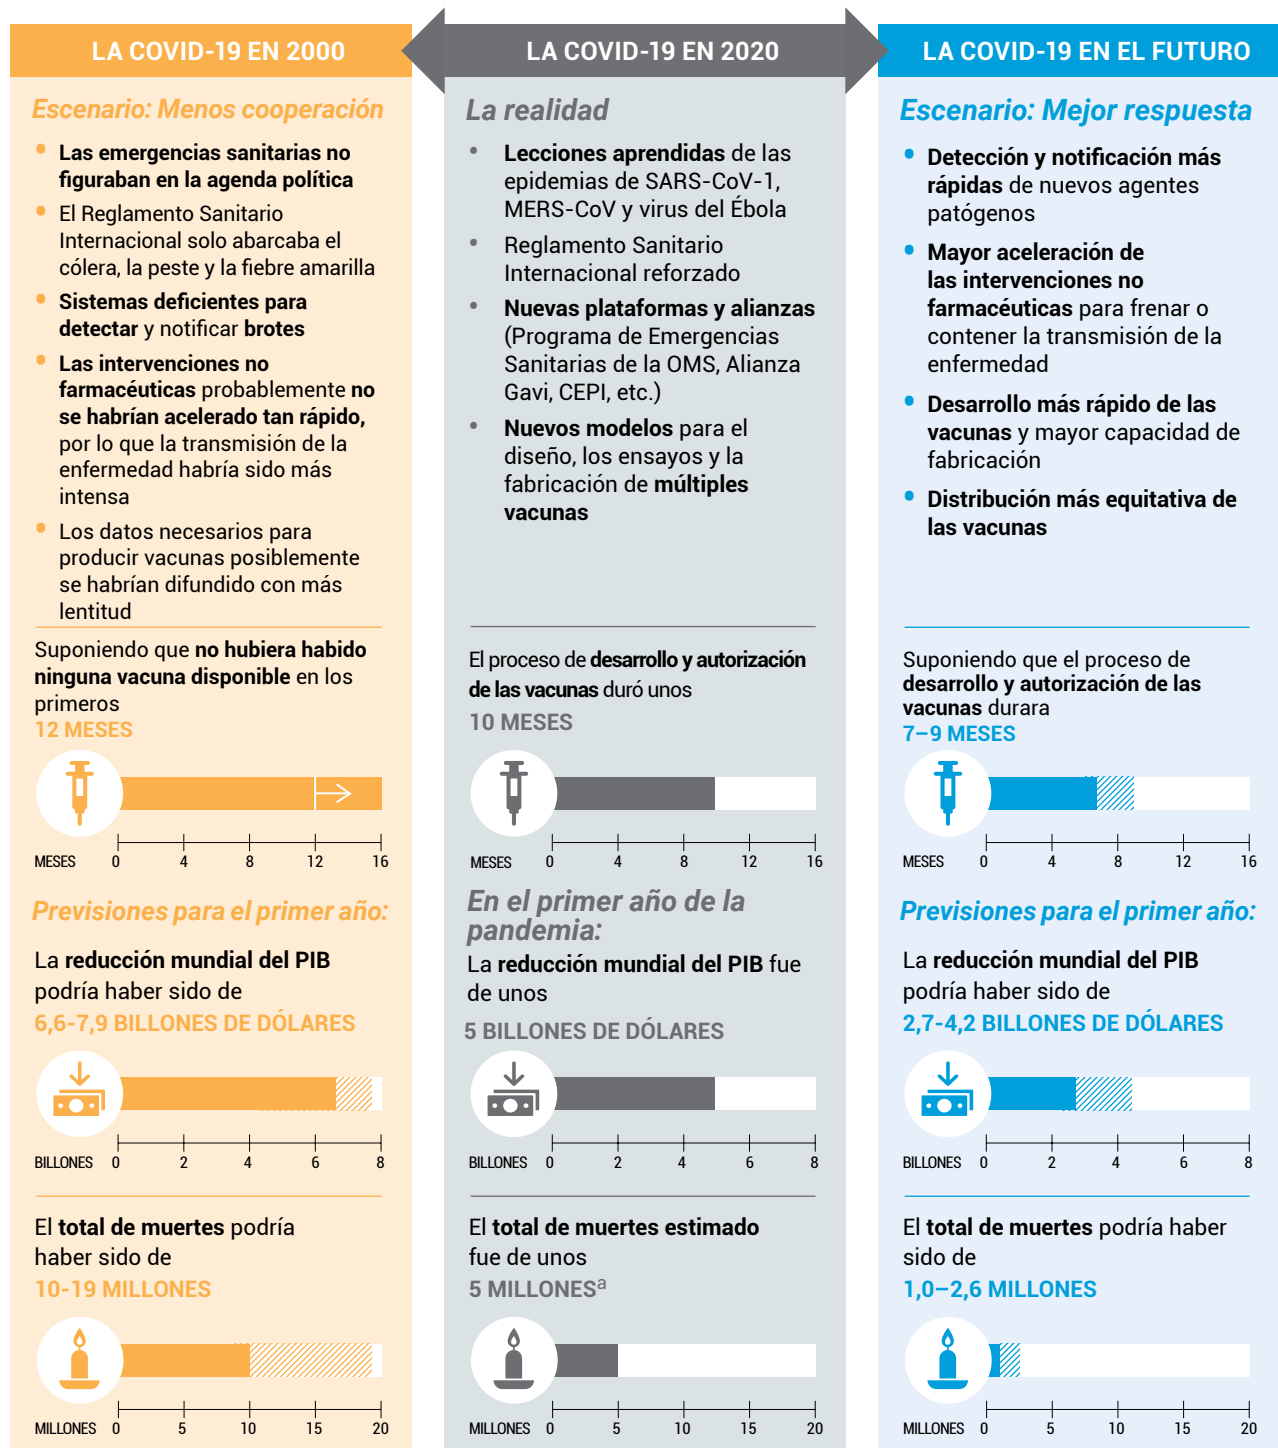 LA COVID-19 EN 2000
Escenario: Menos cooperación
• Las emergencias sanitarias no
figuraban en la agenda política
• El Reglamento Sanitario
Internacional solo abarcaba el
cólera, la peste y la fiebre amarilla
• Sistemas deficientes para
detectar y notificar brotes
• Las intervenciones no
farmacéuticas probablemente no
se habrían acelerado tan rápido,
por lo que la transmisión de la
enfermedad habría sido más
intensa
• Los datos necesarios para
producir vacunas posiblemente
se habrían difundido con más
lentitud
Suponiendo que no hubiera habido
ninguna vacuna disponible en los
primeros
12 MESES
MESES 0 4 8 12 16
Previsiones para el primer año:
La reducción mundial del PIB
podría haber sido de
6,6-7,9 BILLONES DE DÓLARES
BILLONES 0 2 4 6 8
El total de muertes podría
haber sido de
10-19 MILLONES
MILLONES 0 5 10 15 20
LA COVID-19 EN 2020
La realidad
• Lecciones aprendidas de las
epidemias de SARS-CoV-1,
MERS-CoV y virus del Ébola
• Reglamento Sanitario
Internacional reforzado
• Nuevas plataformas y alianzas
(Programa de Emergencias
Sanitarias de la OMS, Alianza
Gavi, CEPI, etc.)
• Nuevos modelos para el
diseño, los ensayos y la
fabricación de múltiples
vacunas
El proceso de desarrollo y autorización
de las vacunas duró unos
10 MESES
MESES 0 4 8 12 16
En el primer año de la
pandemia:
La reducción mundial del PIB fue
de unos
5 BILLONES DE DÓLARES
BILLONES 0 2 4 6 8
El total de muertes estimado
fue de unos
5 MILLONESª
MILLONES 0 5 10 15 20
LA COVID-19 EN EL FUTURO
Escenario: Mejor respuesta
• Detección y notificación más
rápidas de nuevos agentes
patógenos
• Mayor aceleración de
las intervenciones no
farmacéuticas para frenar o
contener la transmisión de la
enfermedad
• Desarrollo más rápido de las
vacunas y mayor capacidad de
fabricación
• Distribución más equitativa de
las vacunas
Suponiendo que el proceso de
desarrollo y autorización de las
vacunas durara
7–9 MESES
MESES 0 4 8 12 16
Previsiones para el primer año:
La reducción mundial del PIB
podría haber sido de
2,7-4,2 BILLONES DE DÓLARES
BILLONES 0 2 4 6 8
El total de muertes podría haber
sido de
1,0–2,6 MILLONES
MILLONES 0 5 10 15 20